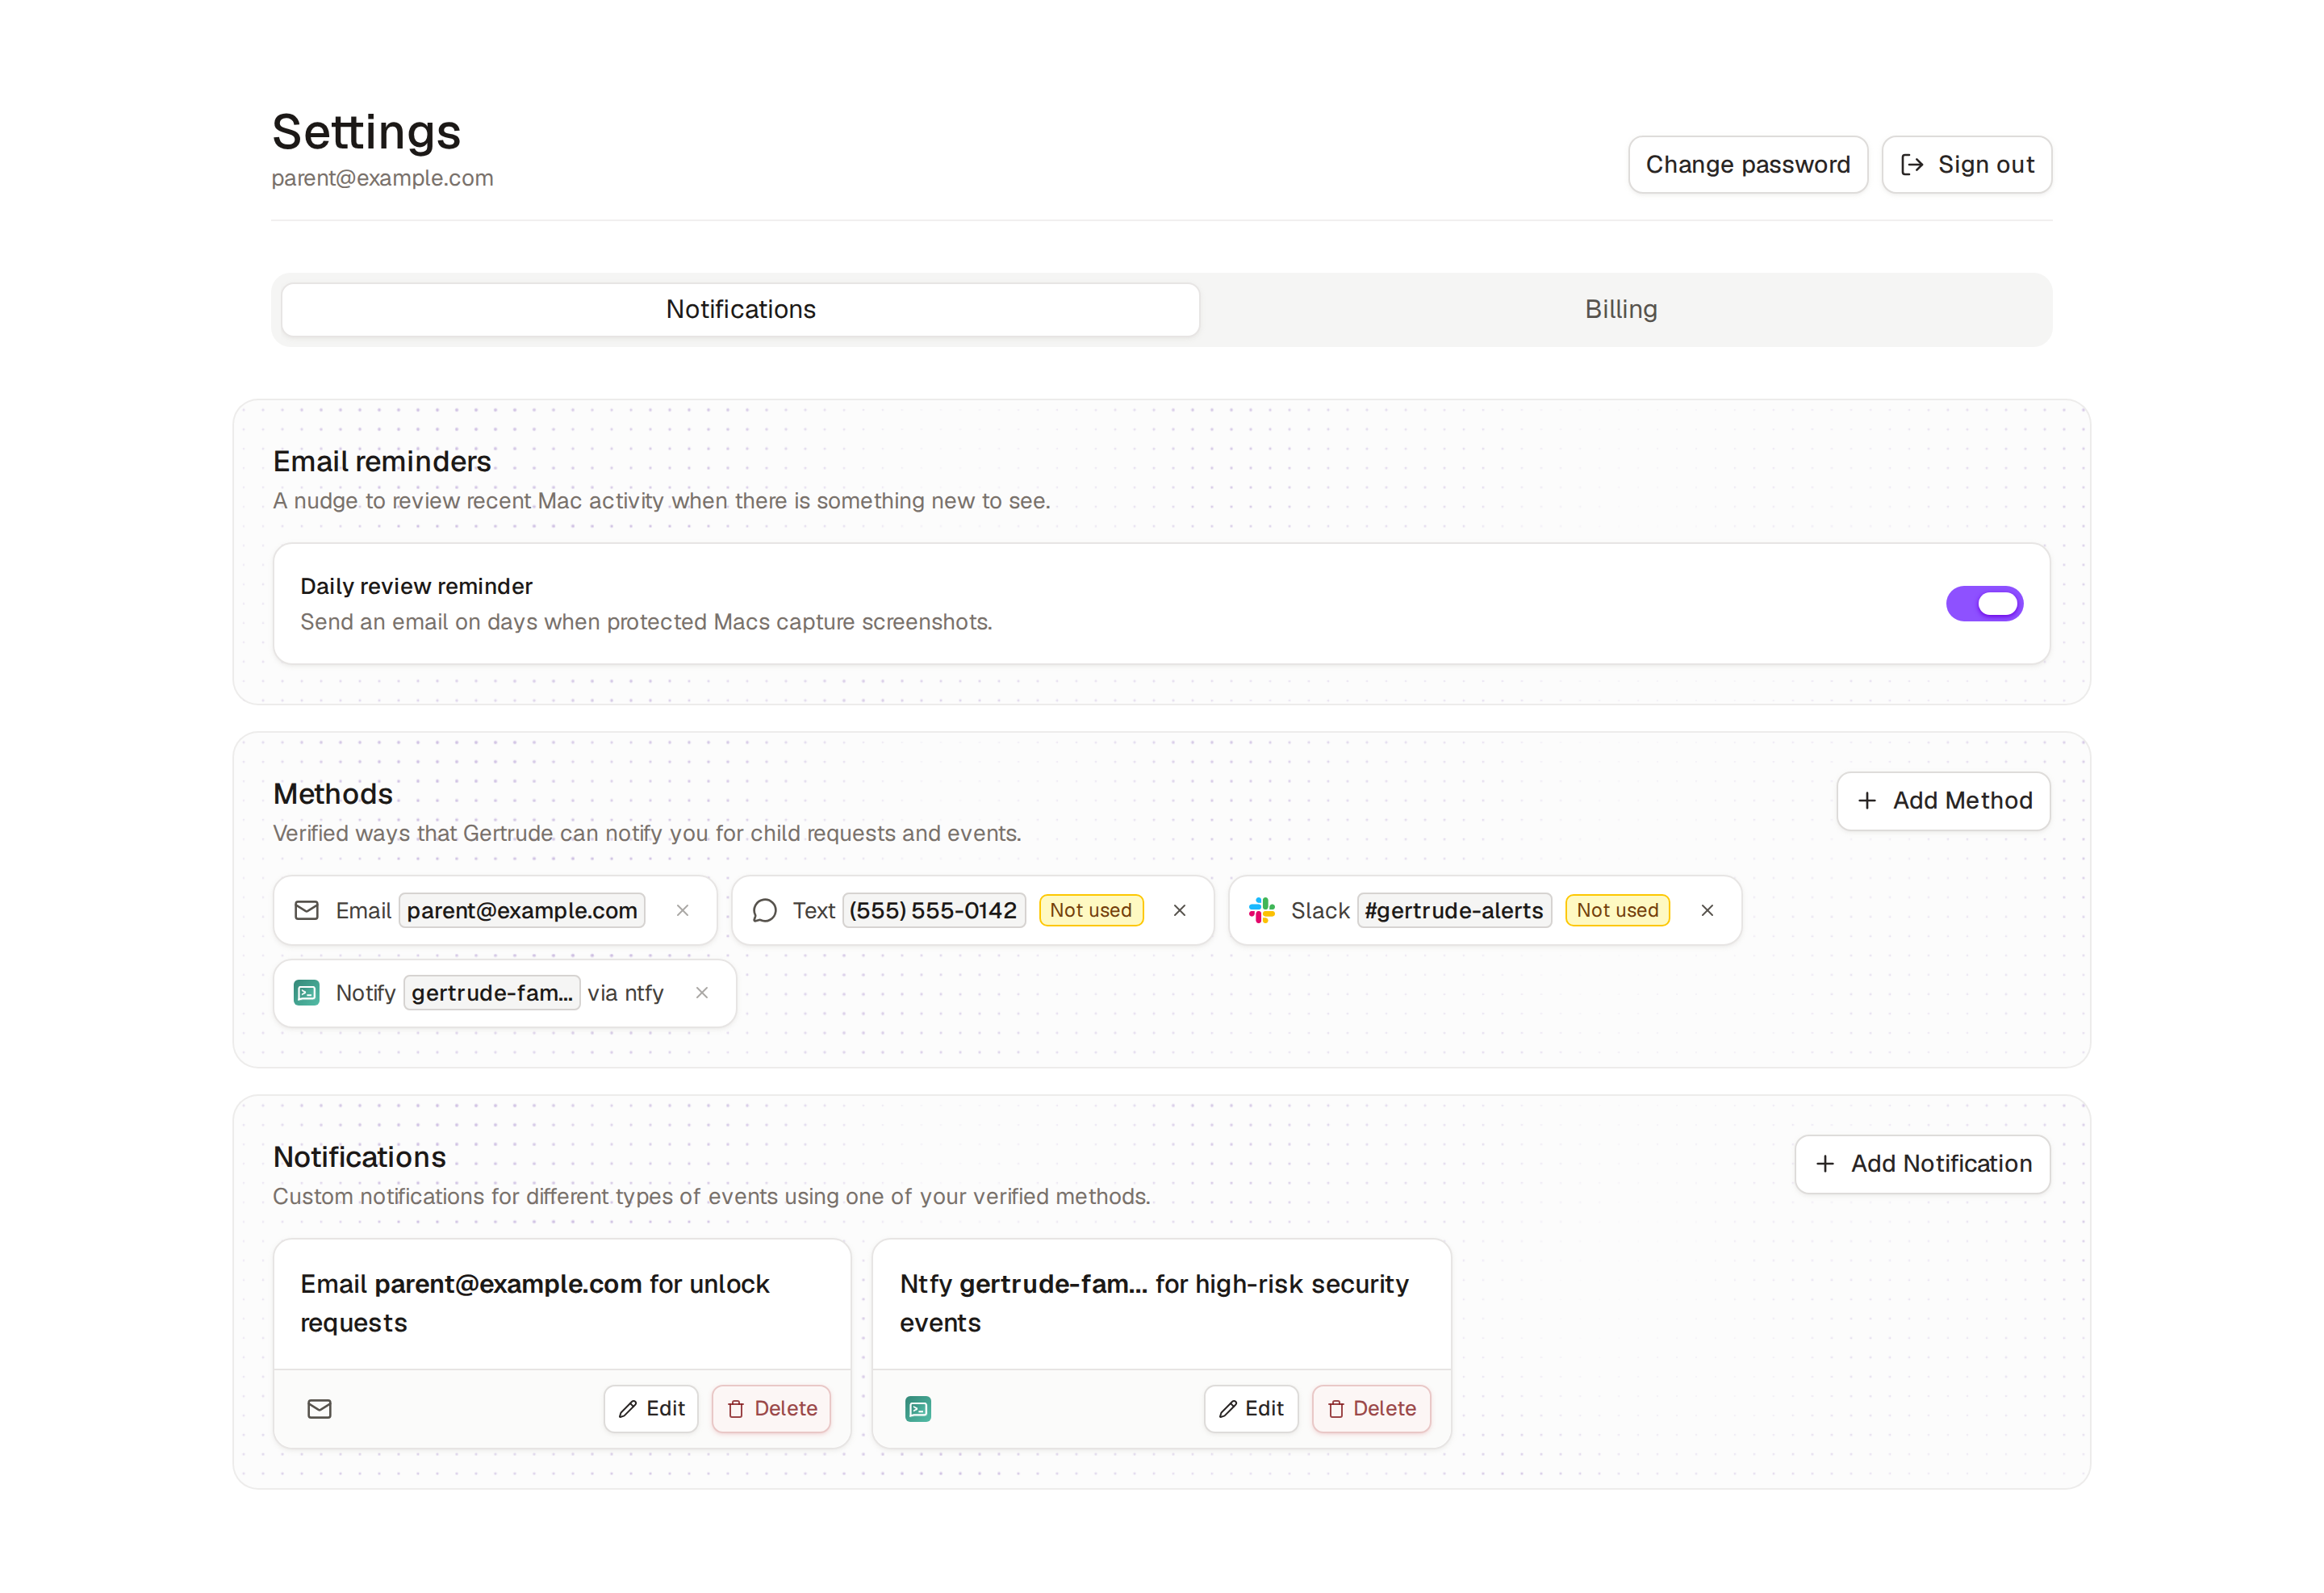 Settings
parent@example.com
Change password
Sign out
Notifications
Billing
Email reminders
A nudge to review recent Mac activity when there is something new to see.
Daily review reminder
Send an email on days when protected Macs capture screenshots.
Methods
Verified ways that Gertrude can notify you for child requests and events.
Add Method
Email parent@example.com
Text (555) 555-0142 Not used
Slack #gertrude-alerts Not used
Notify gertrude-fam... via ntfy
Notifications
Custom notifications for different types of events using one of your verified methods.
Add Notification
Email parent@example.com for unlock
requests
Edit
Delete
Ntfy gertrude-fam... for high-risk security
events
Edit
Delete